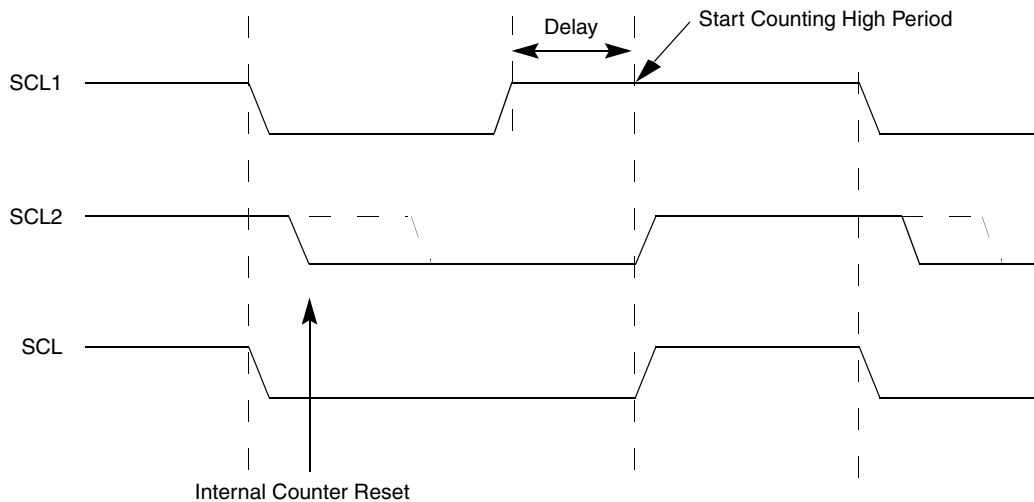 Start Counting High Period
Delay
SCL1
SCL2
SCL
Internal Counter Reset